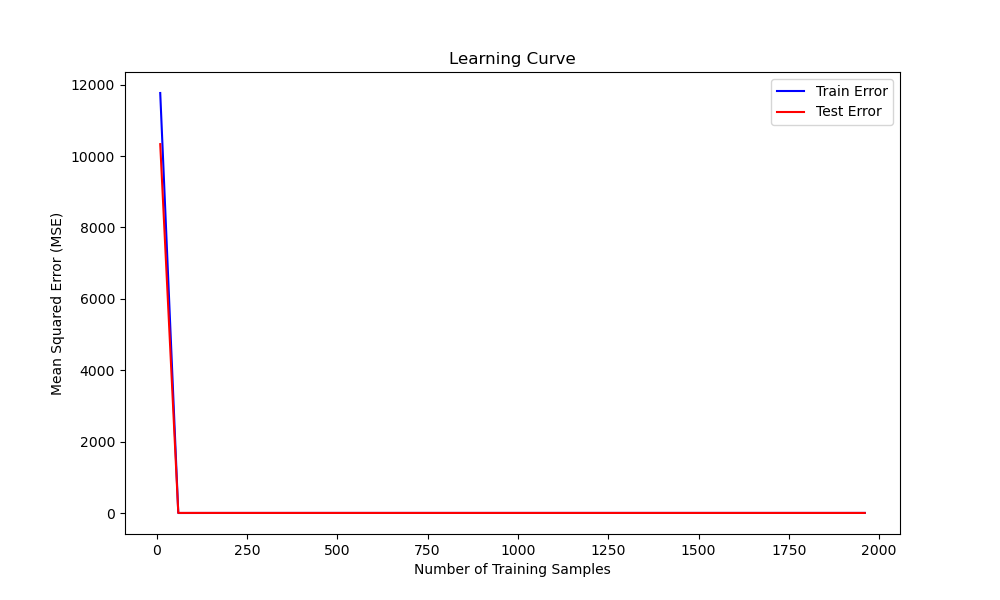 Learning Curve
Train Error
Test Error
12000
10000
8000
6000
4000
2000
0
Mean Squared Error (MSE)
0 250 500 750 1000 1250 1500 1750 2000
Number of Training Samples